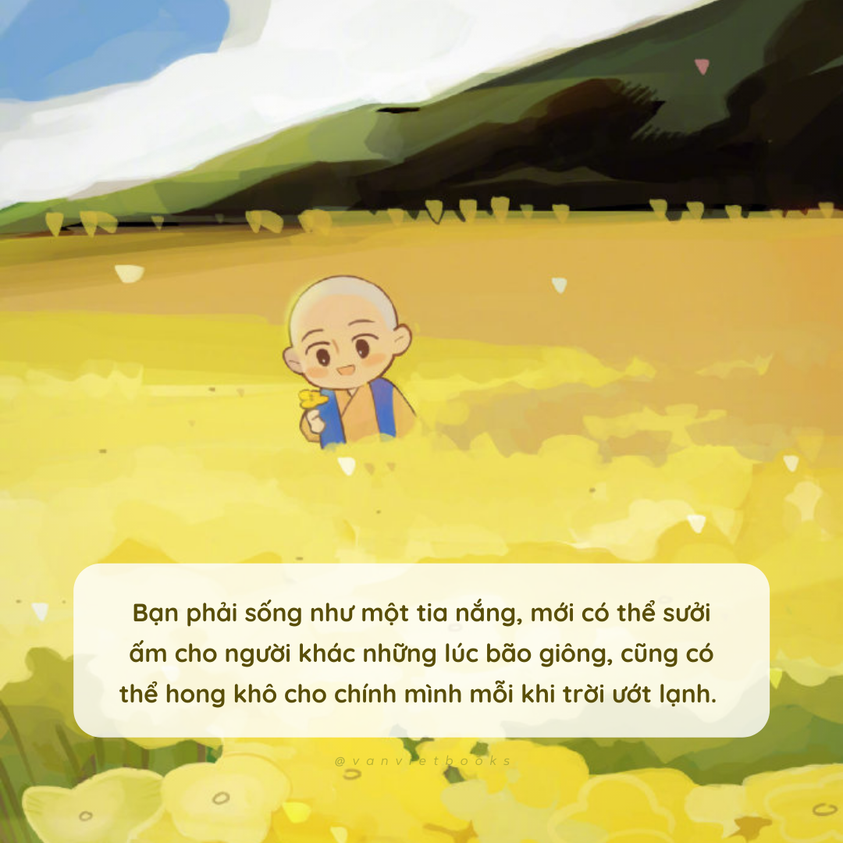 Bạn phải sống như một tia nắng, mới có thể sưởi
ấm cho người khác những lúc bão giông, cũng có
thể hong khô cho chính mình mỗi khi trời ướt lạnh.
@vanvietbooks